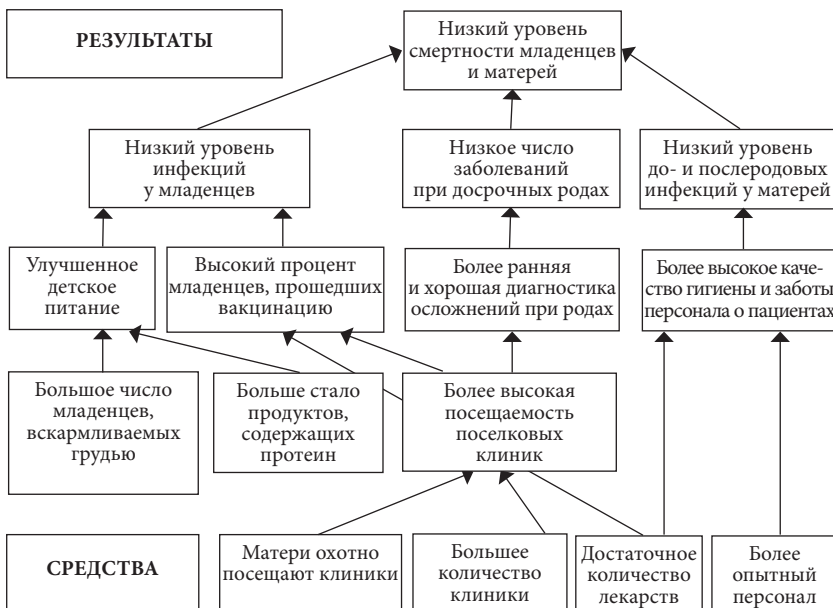 РЕЗУЛЬТАТЫ
Низкий уровень
смертности младенцев
и матерей
Низкий уровень
инфекций
у младенцев
Низкое число
заболеваний
при досрочных родах
Низкий уровень
до- и послеродовых
инфекций у матерей
Улучшенное
детское
питание
Высокий процент
младенцев, прошедших
вакцинацию
Более ранняя
и хорошая диагностика
осложнений при родах
Более высокое каче-
ство гигиены и заботы
персонала о пациентах
Большое число
младенцев,
вскармливаемых
грудью
Больше стало
продуктов,
содержащих
протеин
Более высокая
посещаемость
поселковых
клиник
СРЕДСТВА
Матери охотно
посещают клиники
Большее
количество
клиники
Достаточное
количество
лекарств
Более
опытный
персонал